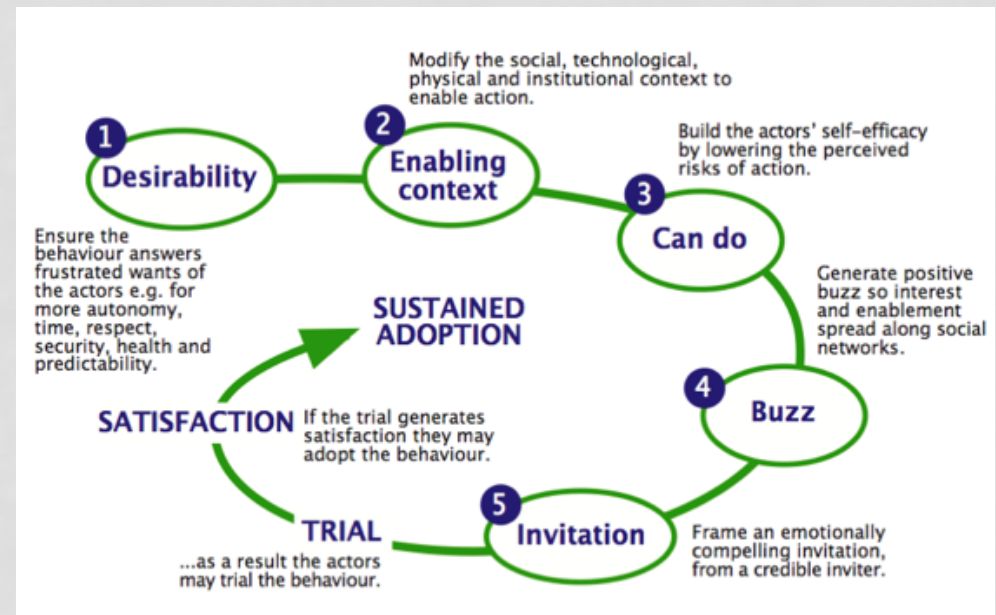 1
Desirability
Ensure the
behaviour answers
frustrated wants of
the actors e.g. for
more autonomy,
time, respect,
security, health and
predictability.
2
Enabling
context
Modify the social, technological,
physical and institutional context to
enable action.
3
Can do
Build the actors' self-efficacy
by lowering the perceived
risks of action.
4
Buzz
Generate positive
buzz so interest
and enablement
spread along social
networks.
5
Invitation
Frame an emotionally
compelling invitation,
from a credible inviter.
TRIAL
...as a result the actors
may trial the behaviour.
SATISFACTION
If the trial generates
satisfaction they may
adopt the behaviour.
SUSTAINED
ADOPTION